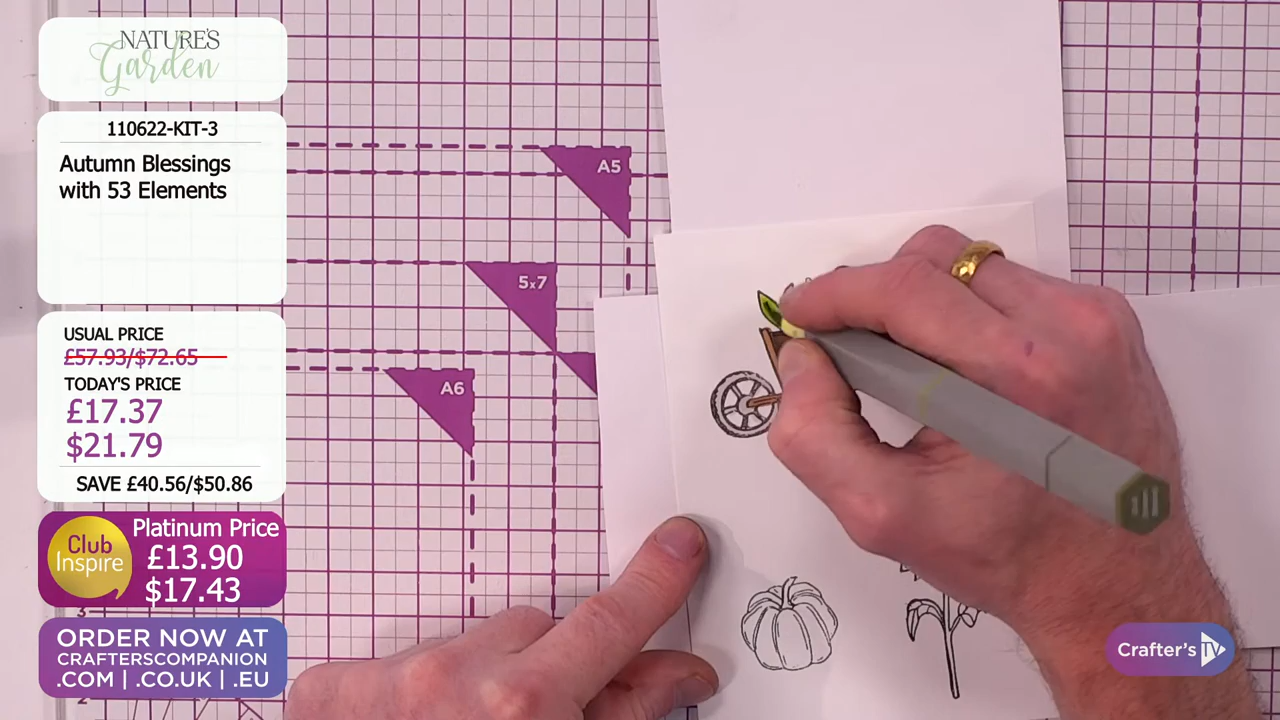 NATURE'S
Garden
110622-KIT-3
Autumn Blessings
with 53 Elements
USUAL PRICE
£57.93/$72.65
TODAY'S PRICE
£17.37
$21.79
SAVE £40.56/$50.86
Club
Inspire
Platinum Price
£13.90
$17.43
ORDER NOW AT
CRAFTERSCOMPANION
.COM | .CO.UK | .EU
A5
5x7
A6
3
2
Crafter's TV